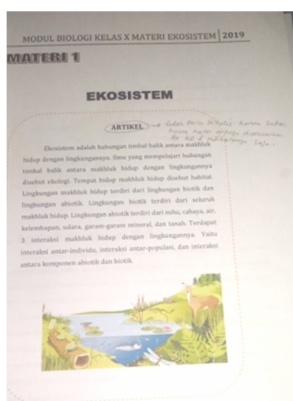 MODUL BIOLOGI KELAS X MATERI EKOSISTEM 2019
MATERI 1
EKOSISTEM
ARTIKEL
Ekosistem adalah hubungan timbal balik antara makhluk
hidup dengan lingkungannya. Ilmu yang mempelajari hubungan
timbal balik antara makhluk hidup dengan lingkungannya
disebut ekologi. Tempat hidup makhluk hidup disebut habitat.
Lingkungan makhluk hidup terdiri dari lingkungan biotik dan
lingkungan abiotik. Lingkungan biotik terdiri dari seluruh
makhluk hidup. Lingkungan abiotik terdiri dari suhu, cahaya, air,
kelembapan, udara, garam-garam mineral, dan tanah. Terdapat
3 interaksi makhluk hidup dengan lingkungannya. Yaitu
interaksi antar-individu, interaksi antar-populasi, dan interaksi
antara komponen abiotik dan biotik.